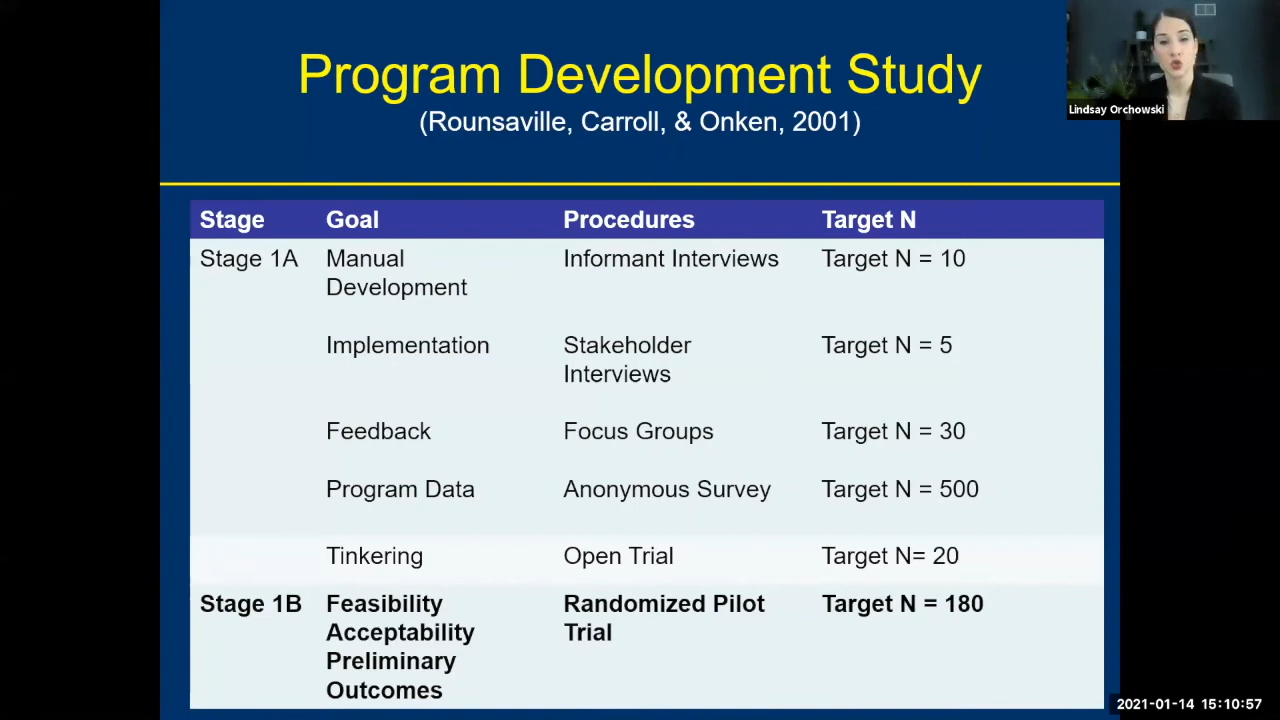 Program Development Study
(Rounsaville, Carroll, & Onken, 2001)
Lindsay Orchowski
Stage Goal Procedures Target N
Stage 1A Manual Informant Interviews Target N = 10
Development
Implementation Stakeholder Target N = 5
Interviews
Feedback Focus Groups Target N = 30
Program Data Anonymous Survey Target N = 500
Tinkering Open Trial Target N= 20
Stage 1B Feasibility Randomized Pilot Target N = 180
Acceptability Trial
Preliminary
Outcomes
2021-01-14 15:10:57